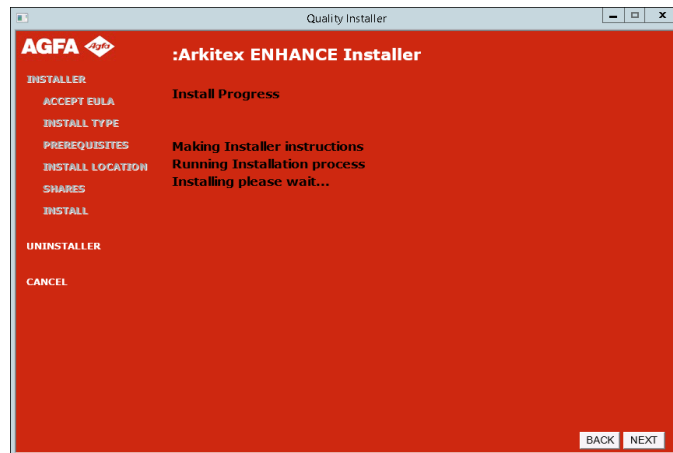 Quality Installer
AGFA Agfa
:Arkitex ENHANCE Installer
INSTALLER
ACCEPT EULA
INSTALL TYPE
PREREQUISITES
INSTALL LOCATION
SHARES
INSTALL
UNINSTALLER
CANCEL
Install Progress
Making Installer instructions
Running Installation process
Installing please wait...
BACK NEXT